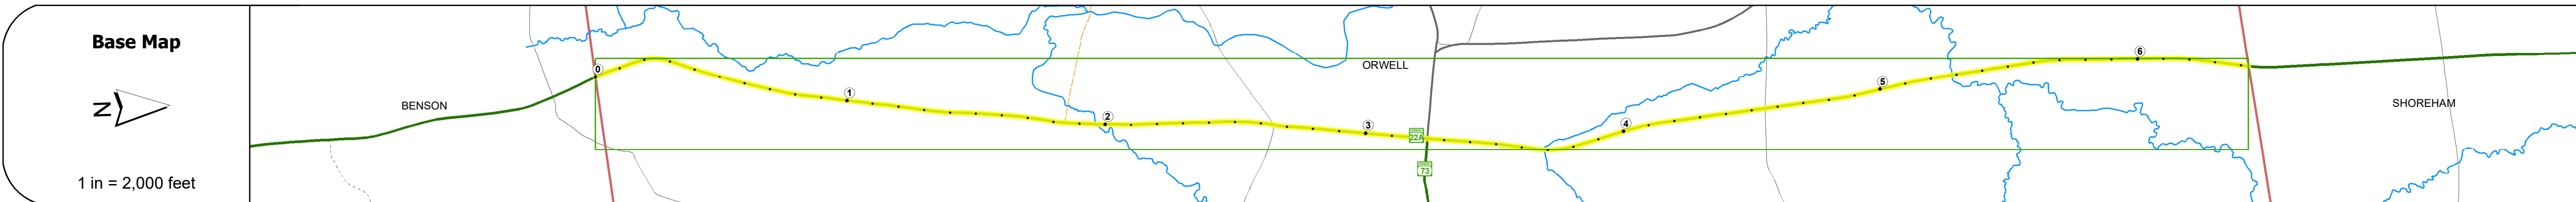 Base Map
N
1 in = 2,000 feet
BENSON
0
1
2
3
ORWELL
22A
73
4
5
6
SHOREHAM